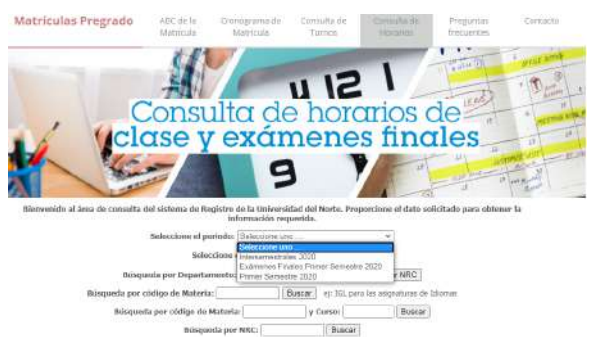 Matrículas Pregrado
ABC de la Matrícula
Cronograma de Matrícula
Consulta de Turnos
Consulta de Horarios
Preguntas frecuentes
Contacto
Consulta de horarios de
clase y exámenes finales
Bienvenido al área de consulta del sistema de Registro de la Universidad del Norte. Proporcione el dato solicitado para obtener la
información requerida.
Seleccione el periodo: Seleccione uno ...
Seleccione uno ...
Seleccione
Intersemestrales 2020
Exámenes Finales Primer Semestre 2020
Búsqueda por Departamento: Primer Semestre 2020 NRC
Búsqueda por código de Materia: Buscar ej: IGL para las asignaturas de Idiomas
Búsqueda por código de Materia: y Curso: Buscar
Búsqueda por NRC: Buscar